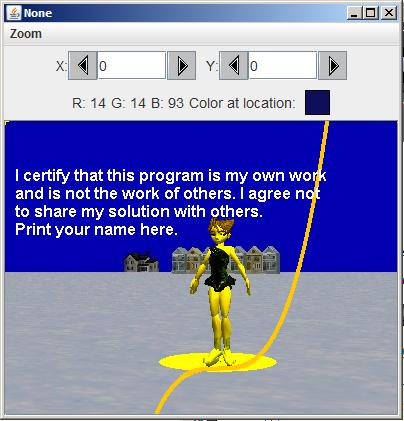 None
Zoom
X: 0 Y: 0
R: 14 G: 14 B: 93 Color at location:
I certify that this program is my own work
and is not the work of others. I agree not
to share my solution with others.
Print your name here.